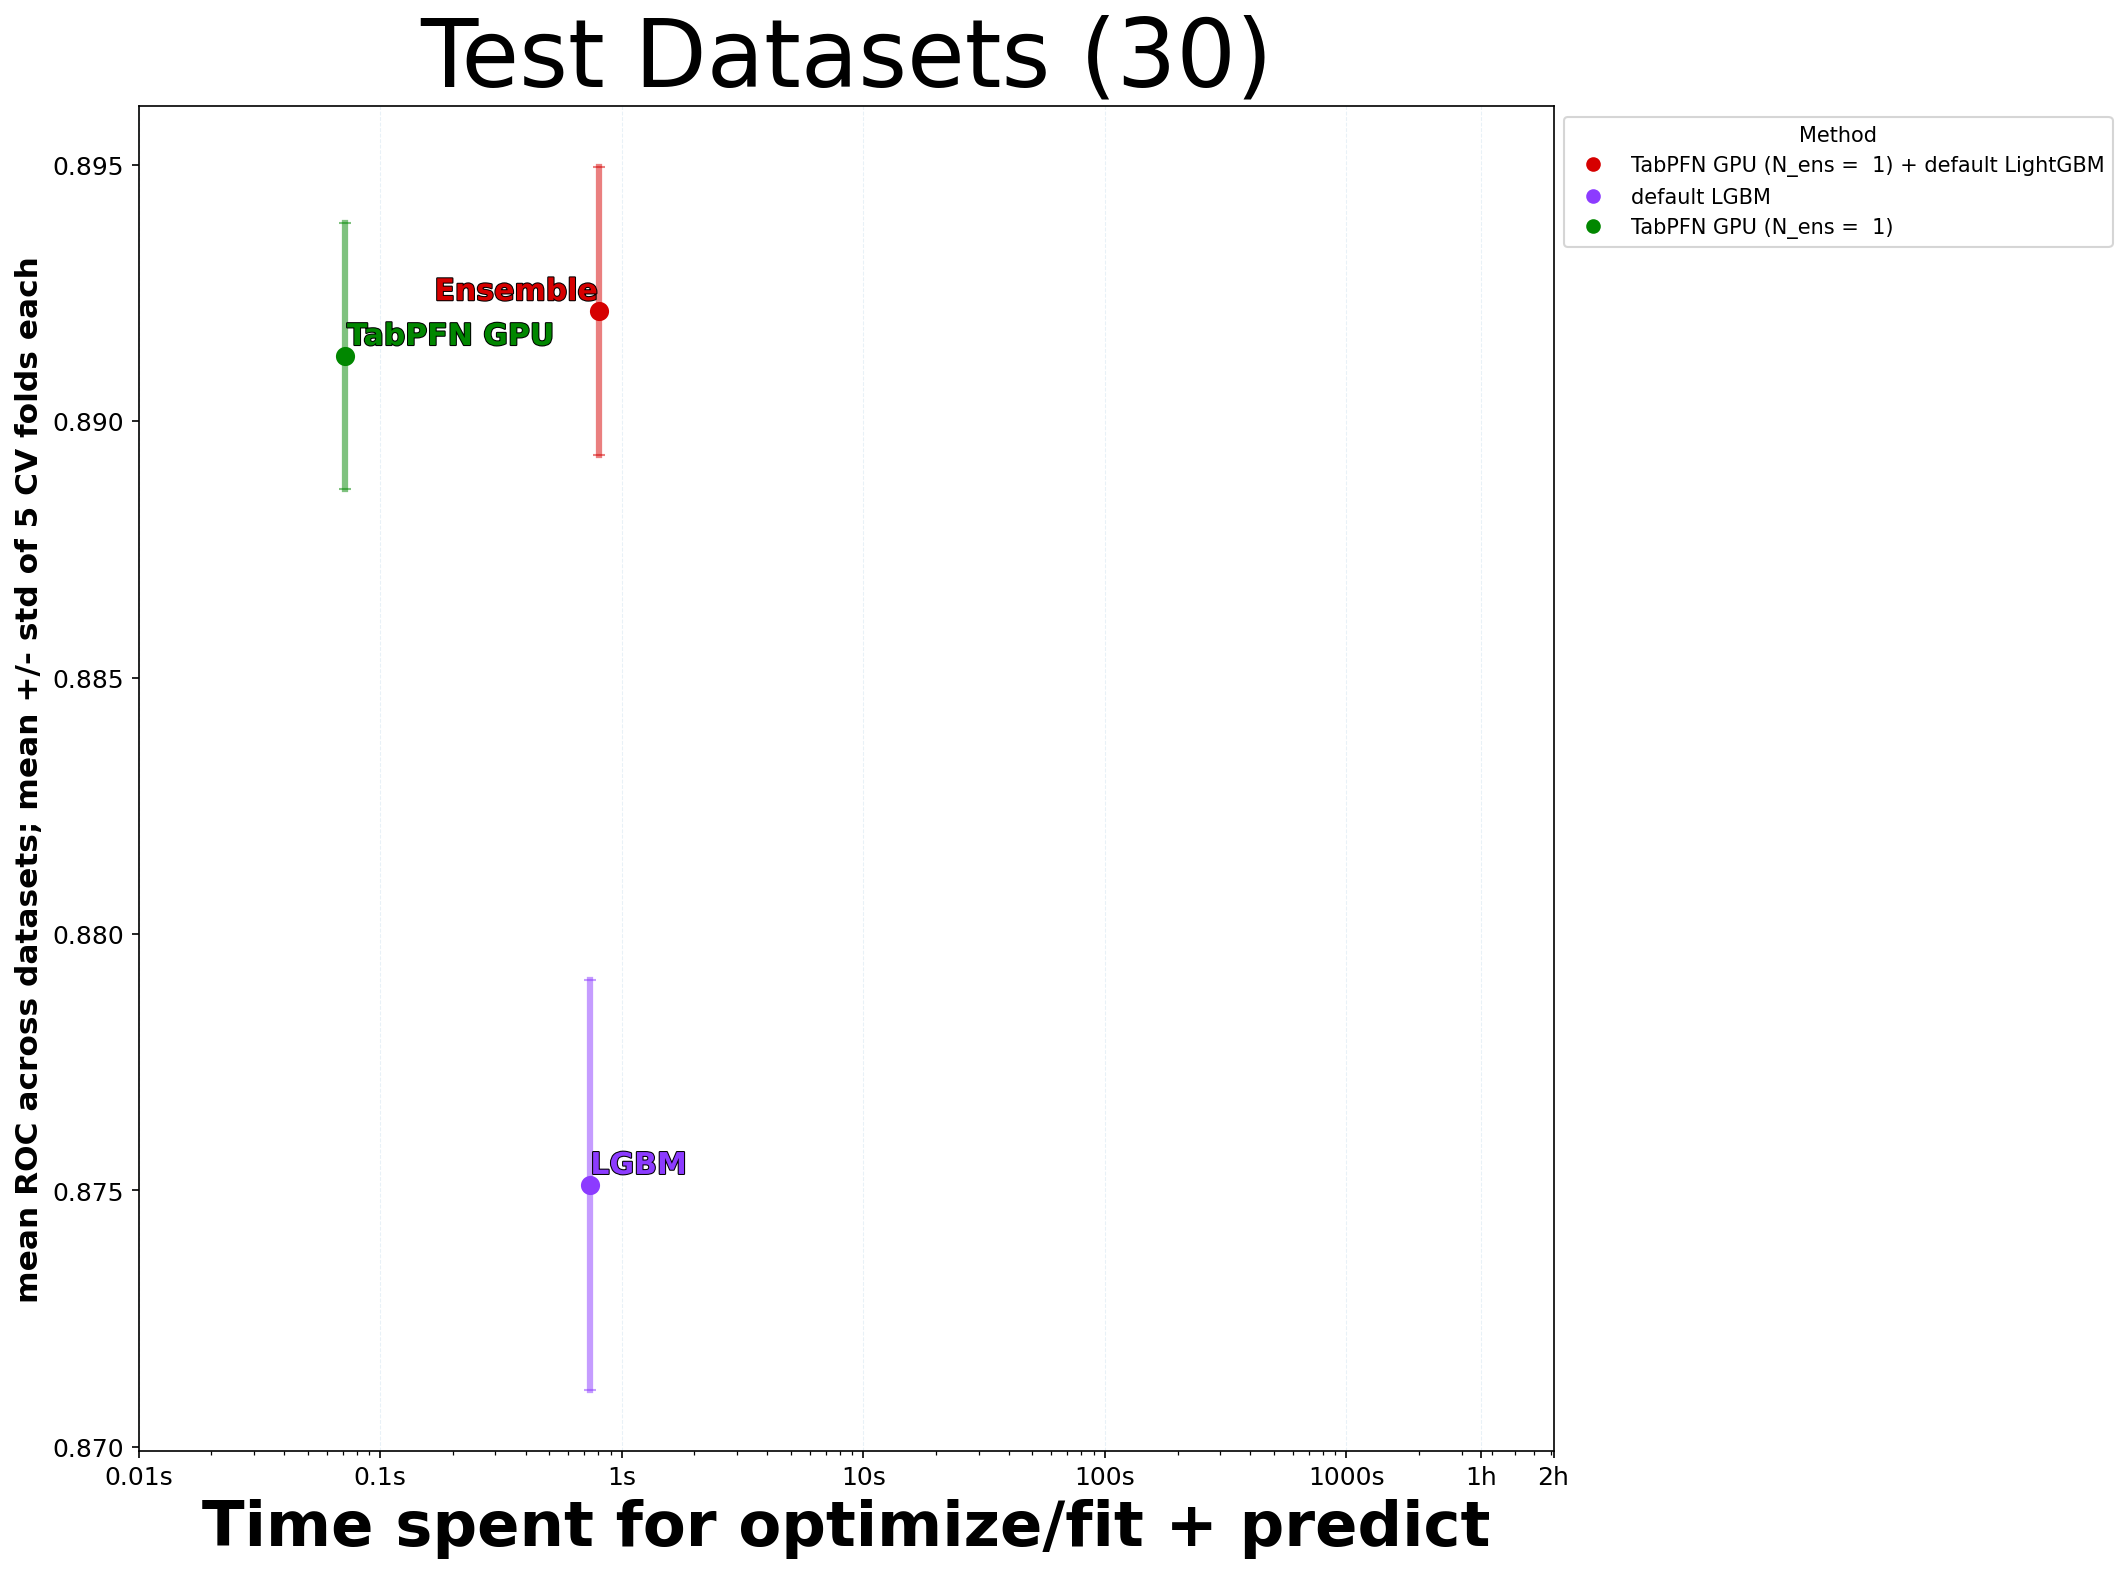 Test Datasets (30)
mean ROC across datasets; mean +/- std of 5 CV folds each
0.895
0.890
0.885
0.880
0.875
0.870
Ensemble
TabPFN GPU
LGBM
0.01s 0.1s 1s 10s 100s 1000s 1h 2h
Time spent for optimize/fit + predict
Method
TabPFN GPU (N_ens =  1) + default LightGBM
default LGBM
TabPFN GPU (N_ens =  1)